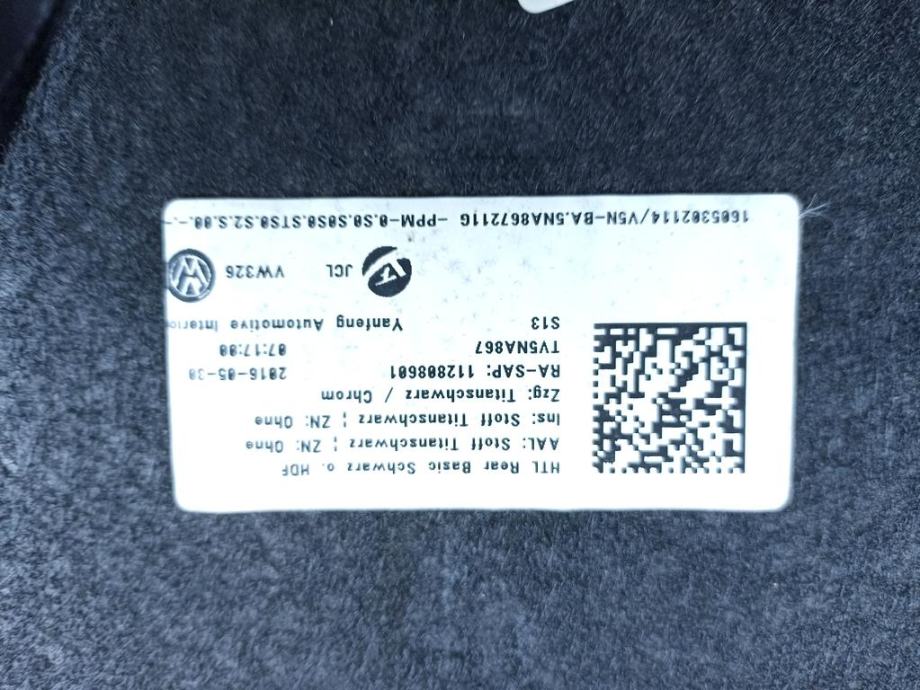 HTL Rear Basic Schwarz o. HDF
AAL: Stoff Titanschwarz ¦ ZN: Ohne
Ins: Stoff Titanschwarz ¦ ZN: Ohne
Zzg: Titanschwarz / Chrom
RA-SAP: 112808601 2016-05-30
TV5NA867 07:17:00
S13 Yanfeng Automotive Interio
JCL VW326
1605302114/V5N-BA.5NA867211G -PPM-0.S0.S0S0.STS0.S2.S.00.-.-